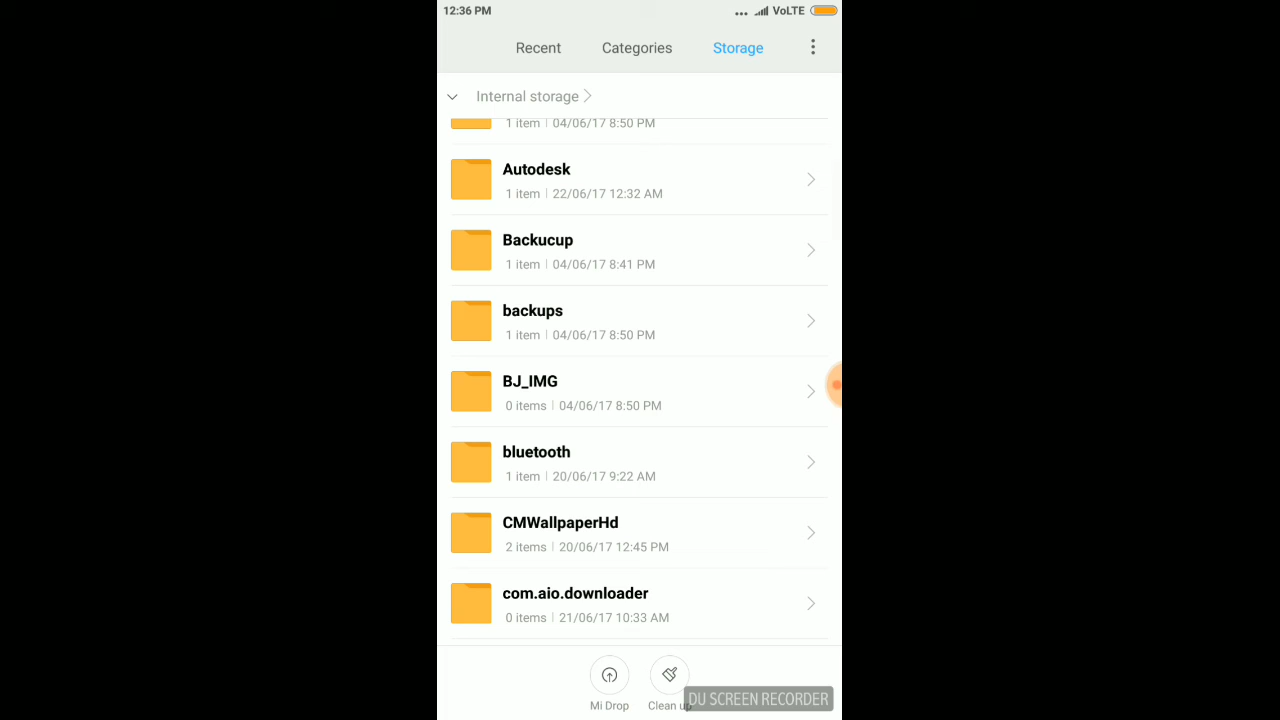 12:36 PM
VoLTE
Recent Categories Storage
Internal storage
1 item | 04/06/17 8:50 PM
Autodesk
1 item | 22/06/17 12:32 AM
Backucup
1 item | 04/06/17 8:41 PM
backups
1 item | 04/06/17 8:50 PM
BJ_IMG
0 items | 04/06/17 8:50 PM
bluetooth
1 item | 20/06/17 9:22 AM
CMWallpaperHd
2 items | 20/06/17 12:45 PM
com.aio.downloader
0 items | 21/06/17 10:33 AM
DU SCREEN RECORDER
Mi Drop Clean up